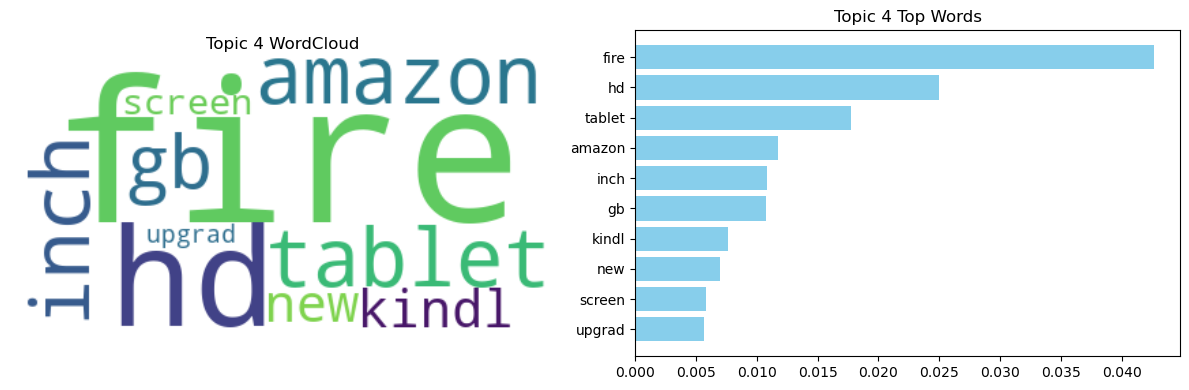 Topic 4 WordCloud
amazon
screen
fire
inch
gb
upgrad
hd
tablet
new
kindl
Topic 4 Top Words
fire
hd
tablet
amazon
inch
gb
kindl
new
screen
upgrad
0.000 0.005 0.010 0.015 0.020 0.025 0.030 0.035 0.040